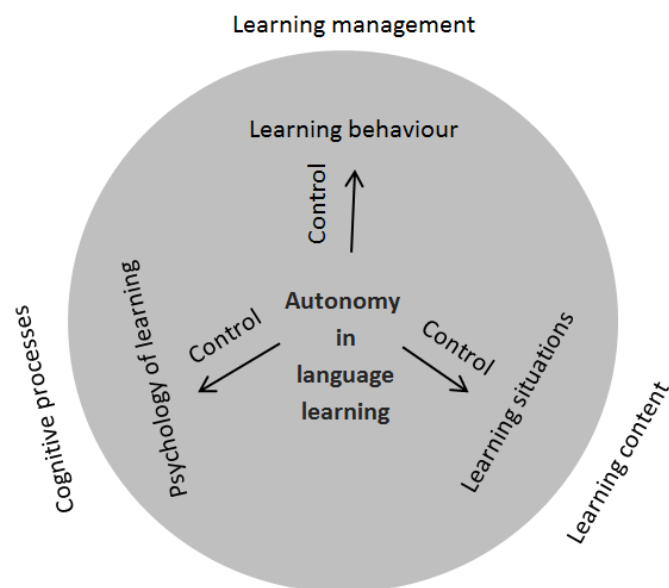 Learning management
Learning behaviour
Control
Cognitive processes
Psychology of learning
Control
Autonomy
in
language
learning
Control
Learning situations
Learning content